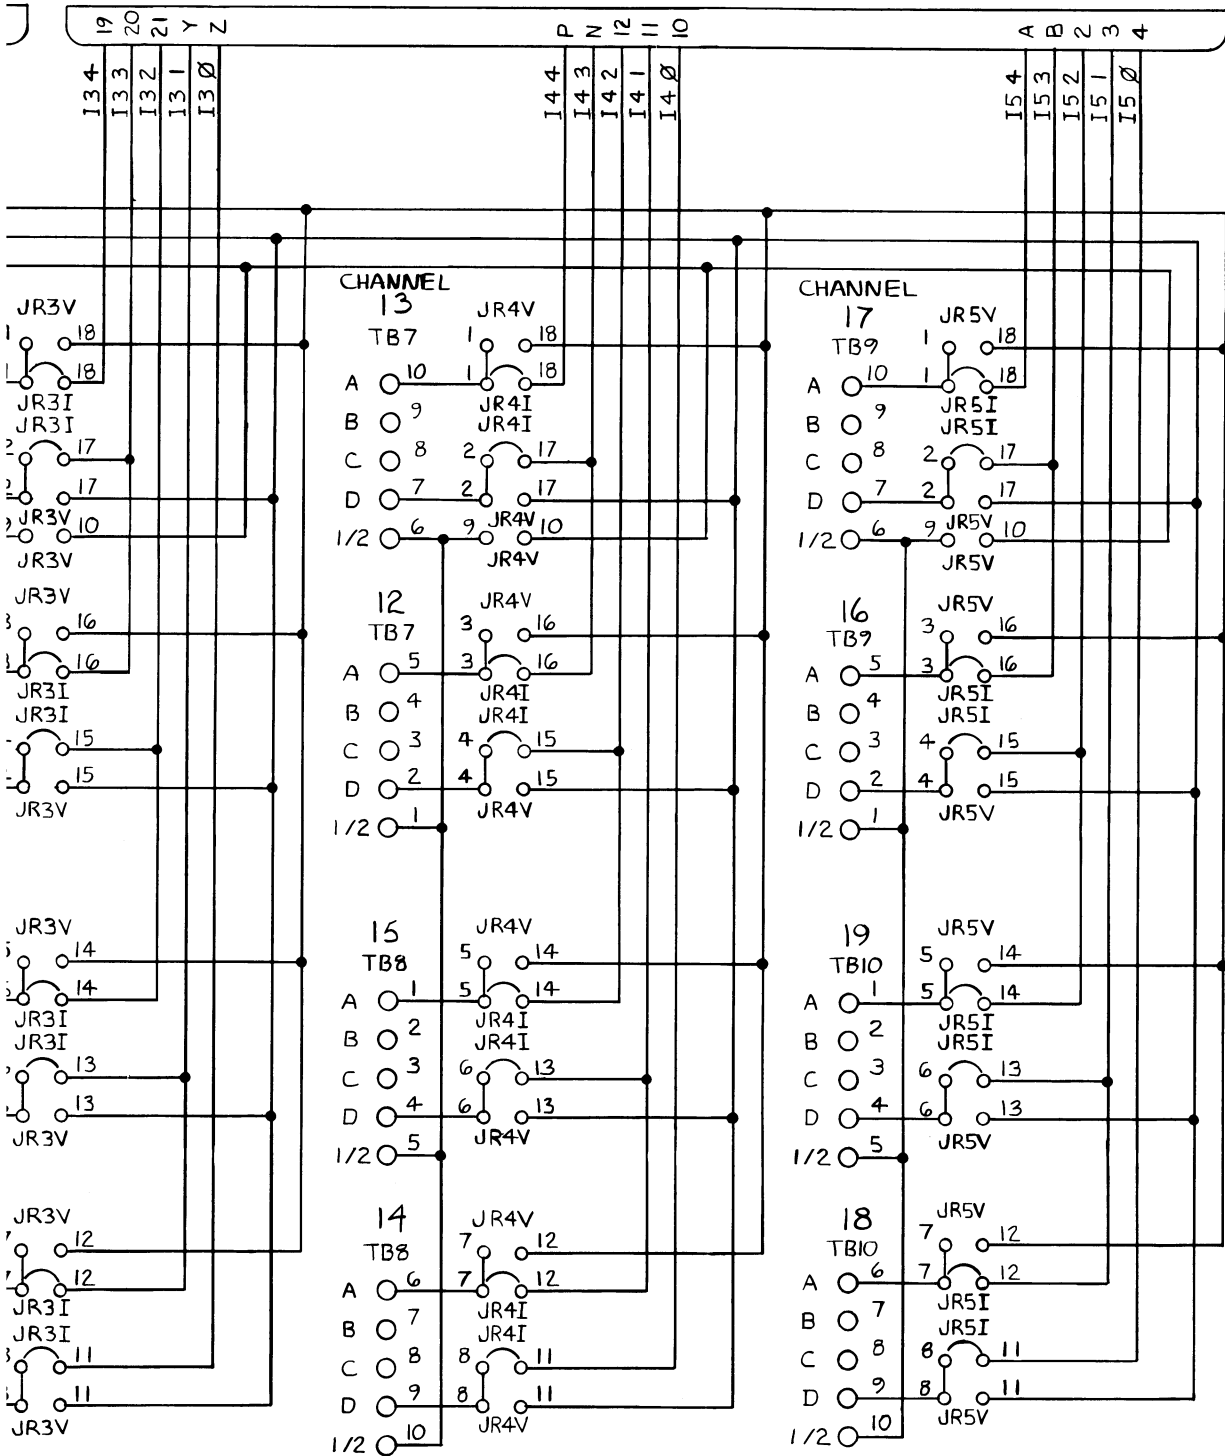 19 20 21 Y Z
P N 12 11 10
A B 2 3 4
I34 I33 I32 I31 I3Ø
I44 I43 I42 I41 I4Ø
I54 I53 I52 I51 I5Ø
JR3V
18
18
JR3I
JR3I
17
17
JR3V
10
JR3V
JR3V
16
16
JR3I
JR3I
15
15
JR3V
JR3V
14
14
JR3I
JR3I
13
13
JR3V
JR3V
12
12
JR3I
JR3I
11
11
JR3V
CHANNEL
13
TB7
JR4V
1 18
A 10 1 18
JR4I
B 9
JR4I
C 8 2 17
D 7 2 17
JR4V
1/2 6 9 10
JR4V
12
TB7
JR4V
3 16
A 5 3 16
JR4I
B 4
JR4I
C 3 4 15
D 2 4 15
JR4V
1/2 1
15
TB8
JR4V
5 14
A 1 5 14
JR4I
B 2
JR4I
C 3 6 13
D 4 6 13
JR4V
1/2 5
14
TB8
JR4V
7 12
A 6 7 12
JR4I
B 7
JR4I
C 8 8 11
D 9 8 11
JR4V
1/2 10
CHANNEL
17
TB9
JR5V
1 18
A 10 1 18
JR5I
B 9
JR5I
C 8 2 17
D 7 2 17
JR5V
1/2 6 9 10
JR5V
16
TB9
JR5V
3 16
A 5 3 16
JR5I
B 4
JR5I
C 3 4 15
D 2 4 15
JR5V
1/2 1
19
TB10
JR5V
5 14
A 1 5 14
JR5I
B 2
JR5I
C 3 6 13
D 4 6 13
JR5V
1/2 5
18
TB10
JR5V
7 12
A 6 7 12
JR5I
B 7
JR5I
C 8 8 11
D 9 8 11
JR5V
1/2 10